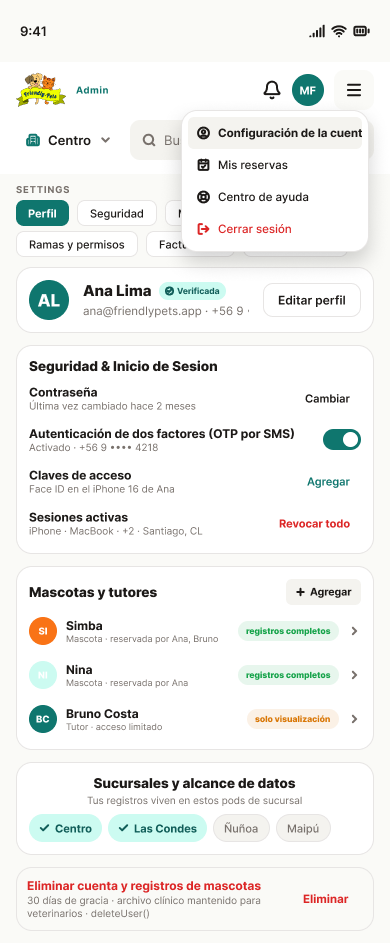 9:41
Friendly-Pets
Admin
MF
Centro
Bu
Configuración de la cuent
Mis reservas
Centro de ayuda
Cerrar sesión
SETTINGS
Perfil
Seguridad
Ramas y permisos
AL
Ana Lima
Verificada
ana@friendlypets.app · +56 9 ·
Editar perfil
Seguridad & Inicio de Sesion
Contraseña
Última vez cambiado hace 2 meses
Cambiar
Autenticación de dos factores (OTP por SMS)
Activado · +56 9 •••• 4218
Claves de acceso
Face ID en el iPhone 16 de Ana
Agregar
Sesiones activas
iPhone · MacBook · +2 · Santiago, CL
Revocar todo
Mascotas y tutores
+ Agregar
SI
Simba
Mascota · reservada por Ana, Bruno
registros completos
NI
Nina
Mascota · reservada por Ana
registros completos
BC
Bruno Costa
Tutor · acceso limitado
solo visualización
Sucursales y alcance de datos
Tus registros viven en estos pods de sucursal
Centro
Las Condes
Ñuñoa
Maipú
Eliminar cuenta y registros de mascotas
30 días de gracia · archivo clínico mantenido para
veterinarios · deleteUser()
Eliminar